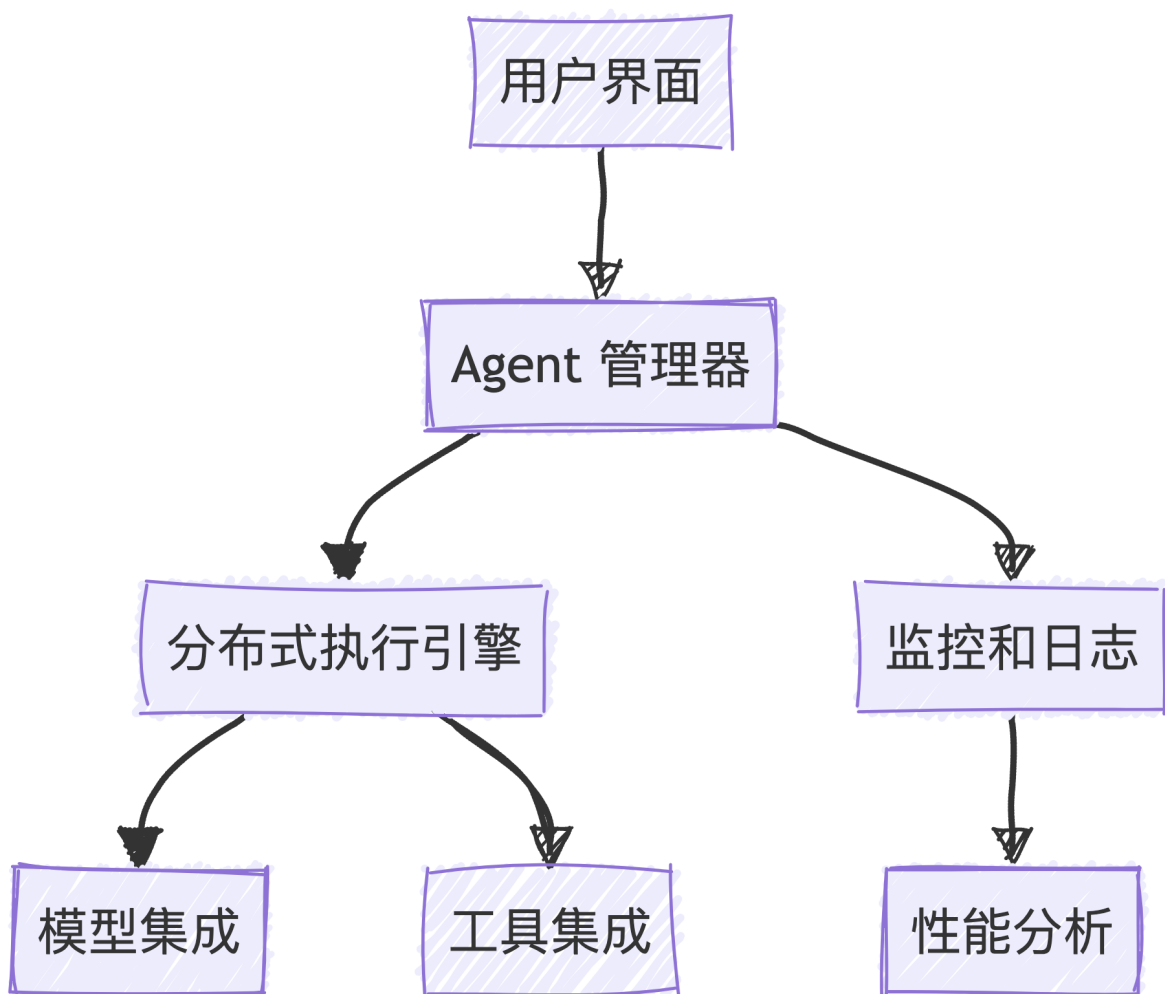 用户界面
Agent 管理器
分布式执行引擎
监控和日志
模型集成
工具集成
性能分析